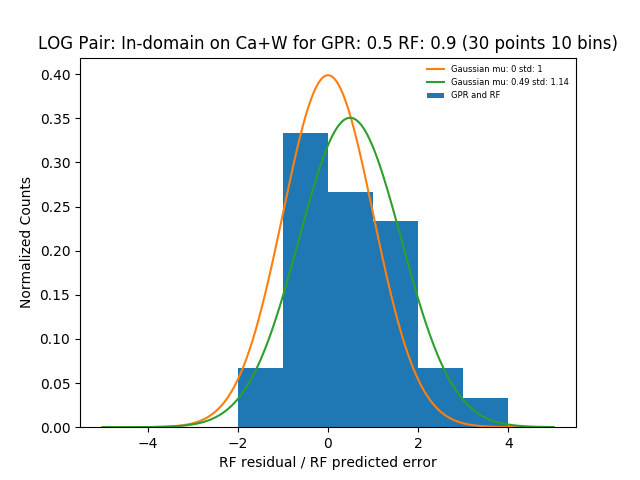 LOG Pair: In-domain on Ca+W for GPR: 0.5 RF: 0.9 (30 points 10 bins)
Gaussian mu: 0 std: 1
Gaussian mu: 0.49 std: 1.14
GPR and RF
Normalized Counts
0.40
0.35
0.30
0.25
0.20
0.15
0.10
0.05
0.00
−4 −2 0 2 4
RF residual / RF predicted error